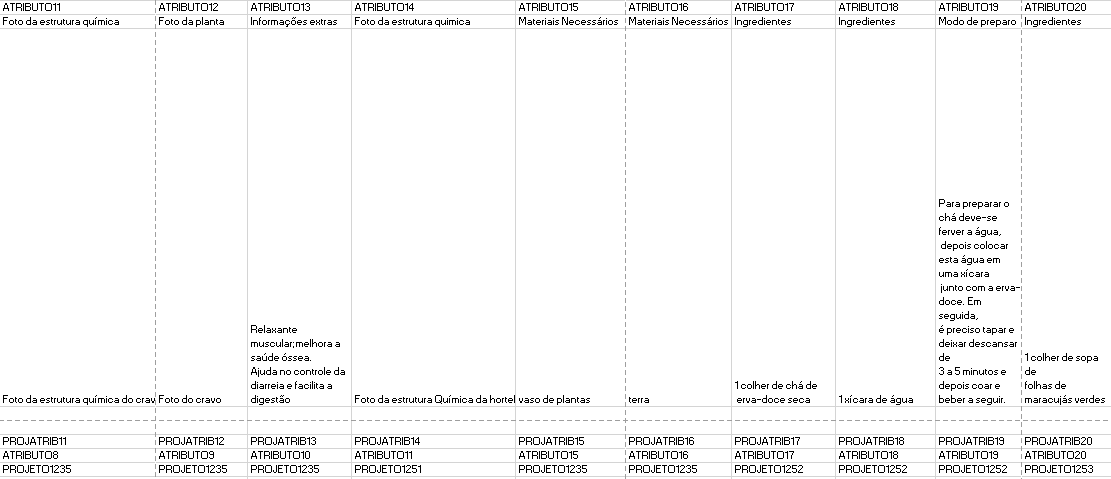 ATRIBUTO11 ATRIBUTO12 ATRIBUTO13 ATRIBUTO14 ATRIBUTO15 ATRIBUTO16 ATRIBUTO17 ATRIBUTO18 ATRIBUTO19 ATRIBUTO20
Foto da estrutura química Foto da planta Informações extras Foto da estrutura quimica Materiais Necessários Materiais Necessários Ingredientes Ingredientes Modo de preparo Ingredientes
Foto da estrutura química do crav
Foto do cravo
Relaxante
muscular;melhora a
saúde óssea.
Ajuda no controle da
diarreia e facilita a
digestão
Foto da estrutura Química da hortel
vaso de plantas
terra
1 colher de chá de
erva-doce seca
1 xícara de água
Para preparar o
chá deve-se
ferver a água,
depois colocar
esta água em
uma xícara
junto com a erva-
doce. Em
seguida,
é preciso tapar e
deixar descansar
de
3 a 5 minutos e
depois coar e
beber a seguir.
1 colher de sopa
de
folhas de
maracujás verdes
PROJATRIB11 PROJATRIB12 PROJATRIB13 PROJATRIB14 PROJATRIB15 PROJATRIB16 PROJATRIB17 PROJATRIB18 PROJATRIB19 PROJATRIB20
ATRIBUTO8 ATRIBUTO9 ATRIBUTO10 ATRIBUTO11 ATRIBUTO15 ATRIBUTO16 ATRIBUTO17 ATRIBUTO18 ATRIBUTO19 ATRIBUTO20
PROJETO1235 PROJETO1235 PROJETO1235 PROJETO1251 PROJETO1235 PROJETO1235 PROJETO1252 PROJETO1252 PROJETO1252 PROJETO1253